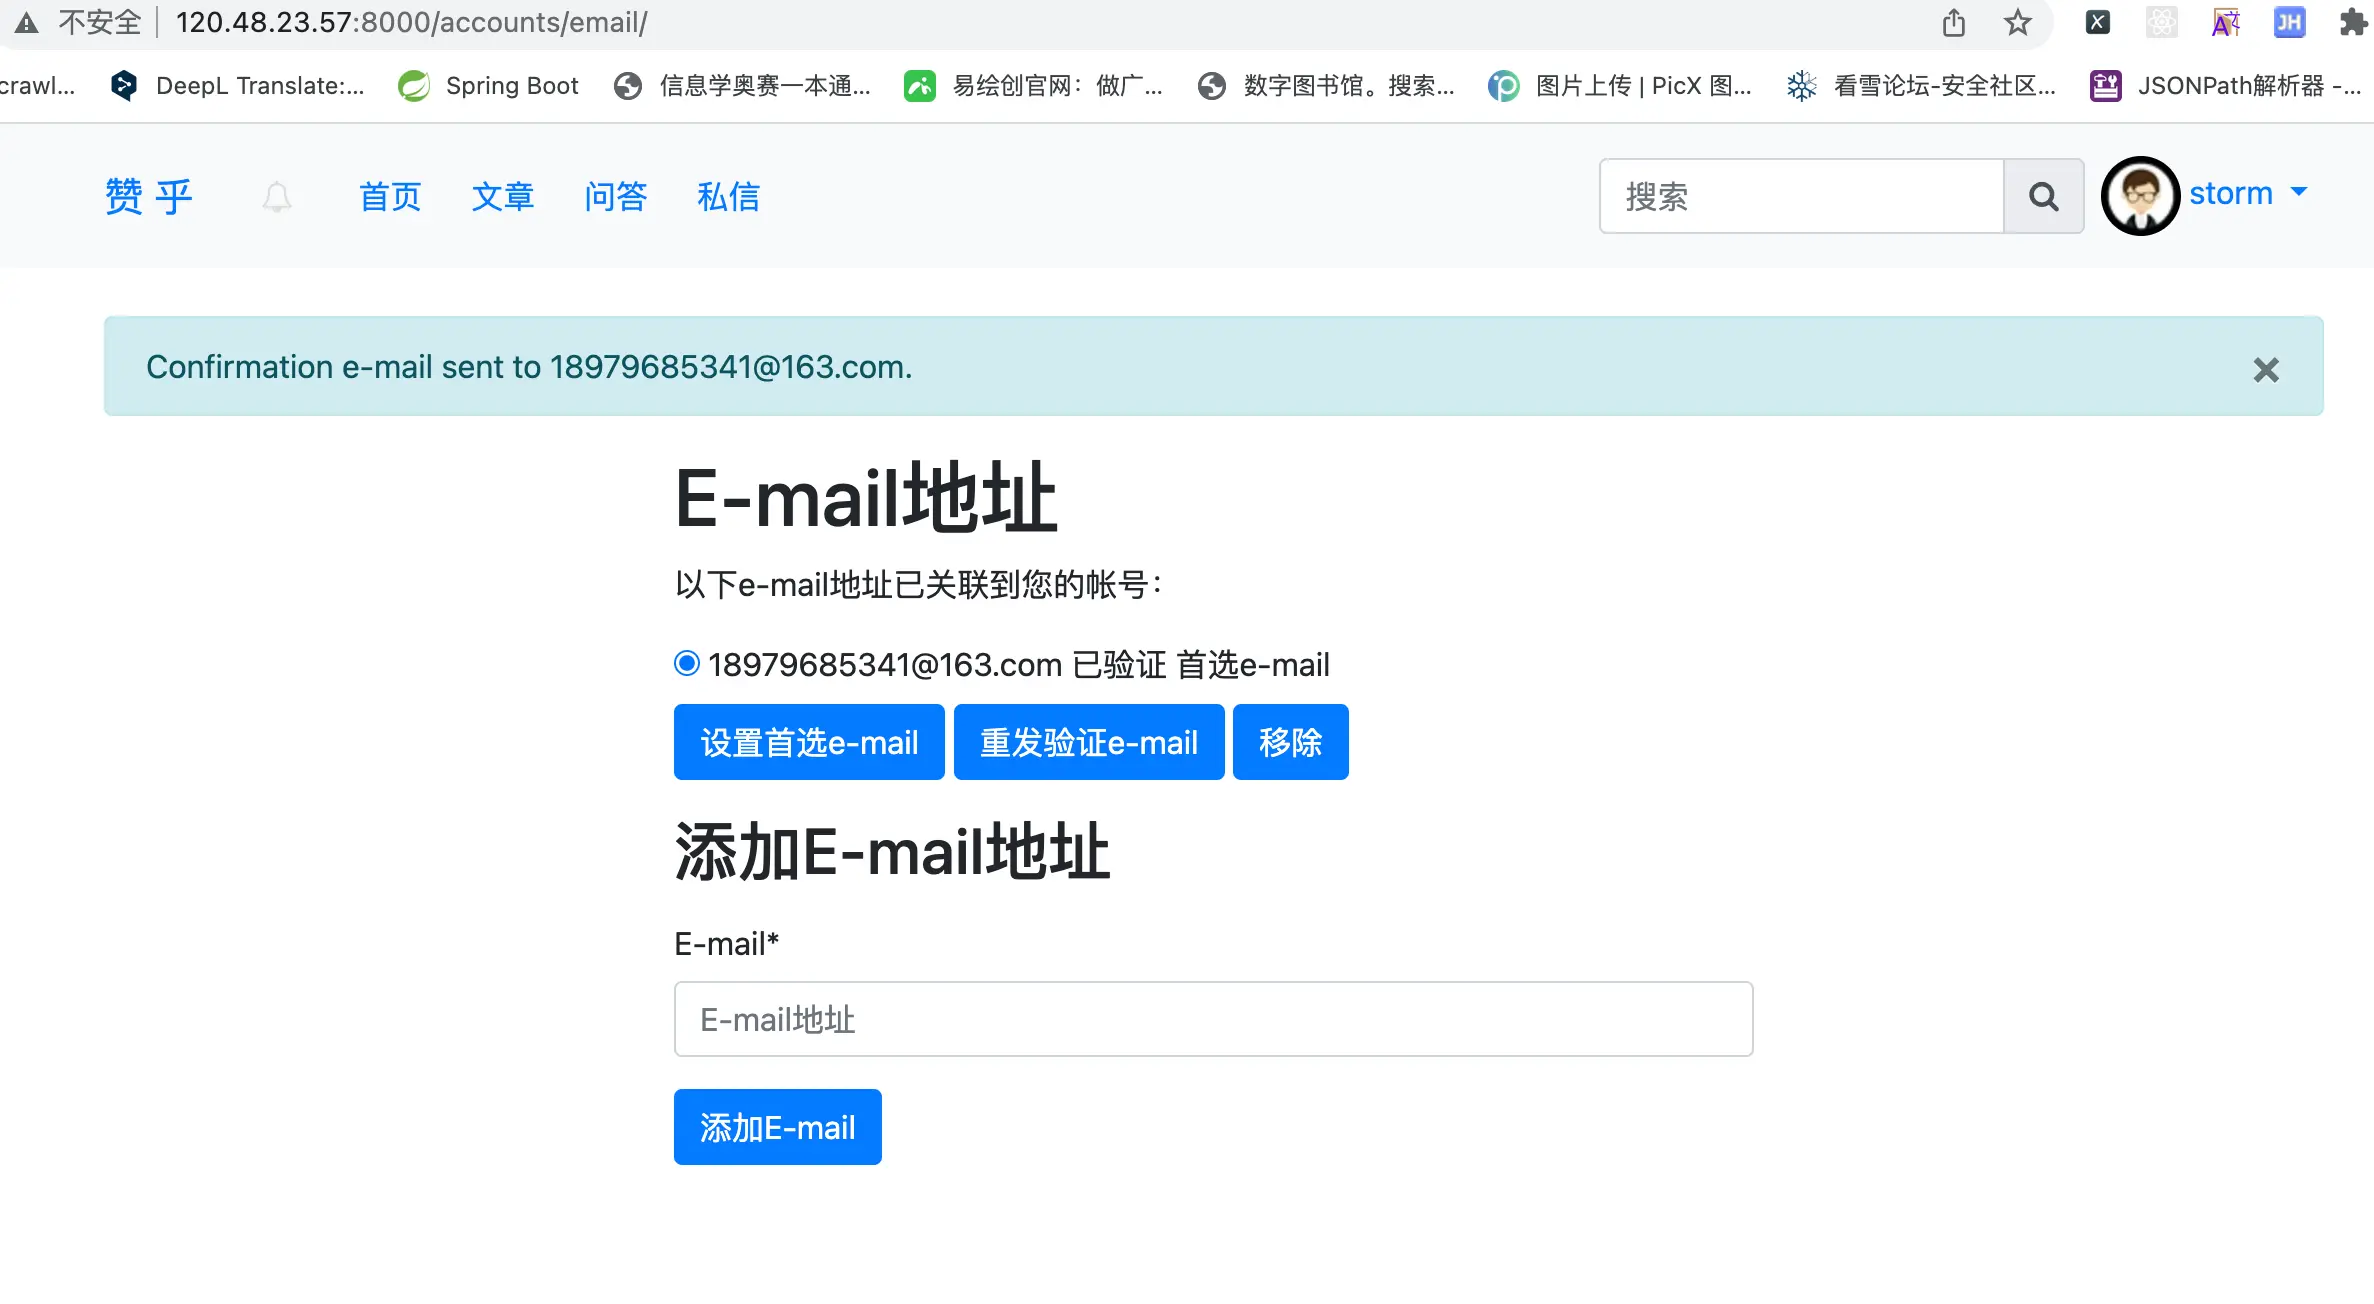 不安全 120.48.23.57:8000/accounts/email/
crawl... DeepL Translate:... Spring Boot 信息学奥赛一本通... 易绘创官网：做广... 数字图书馆。搜索... 图片上传 | PicX 图... 看雪论坛-安全社区... JSONPath解析器 -...
赞 乎 首页 文章 问答 私信 搜索 storm
Confirmation e-mail sent to 18979685341@163.com.
E-mail地址
以下e-mail地址已关联到您的帐号：
18979685341@163.com 已验证 首选e-mail
设置首选e-mail 重发验证e-mail 移除
添加E-mail地址
E-mail*
E-mail地址
添加E-mail